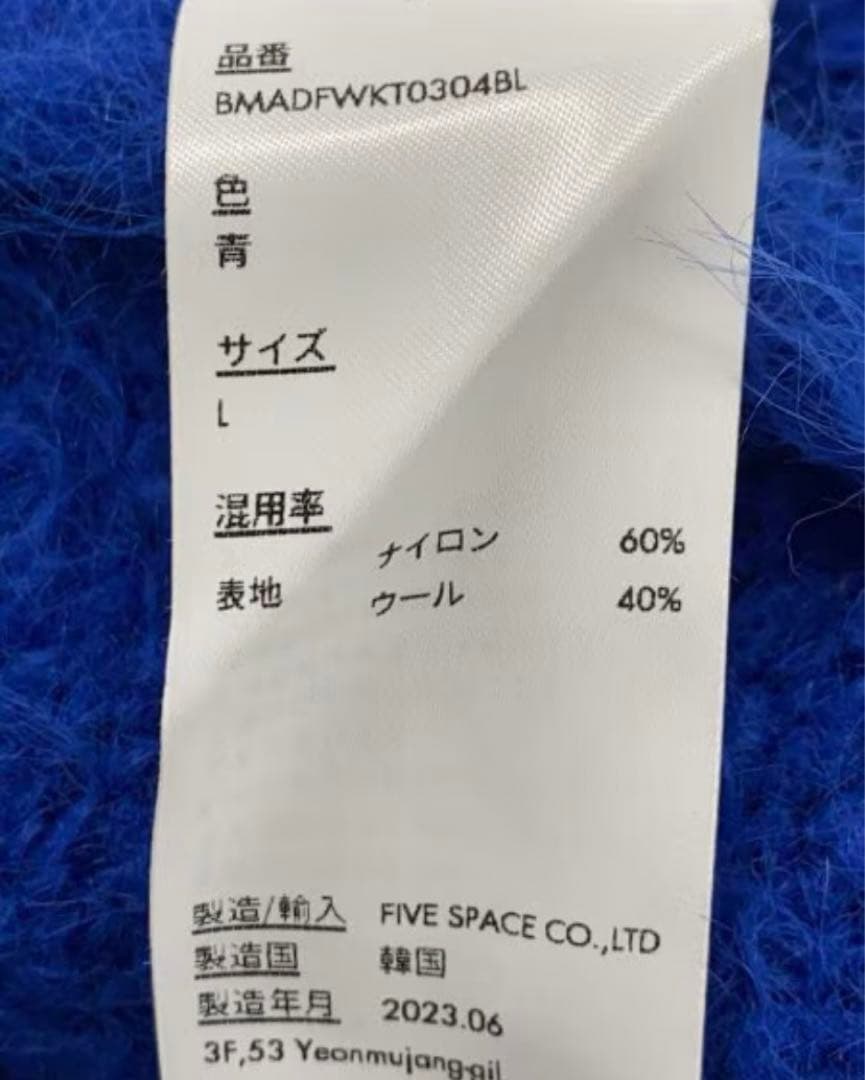 品番
BMADFWKT0304BL
色
青
サイズ
L
混用率
ナイロン 60%
表地 ウール 40%
製造/輸入 FIVE SPACE CO.,LTD
製造国 韓国
製造年月 2023.06
3F,53 Yeonmujang-gil